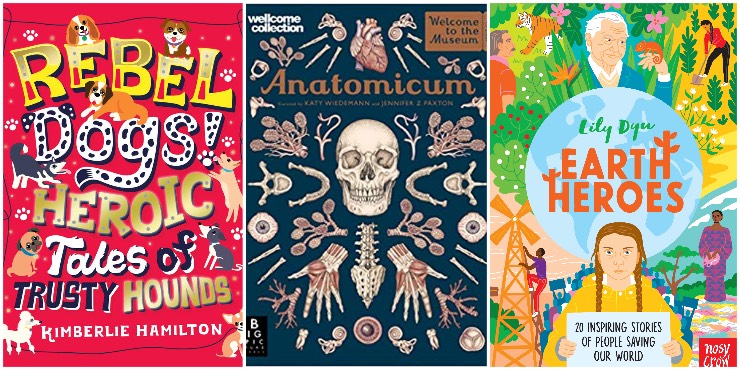 REBEL
Dogs!
HEROIC
Tales of
TRUSTY HOUNDS
KIMBERLIE HAMILTON
wellcome
collection
Welcome
to the
Museum
Anatomicum
Curated by KATY WIEDEMANN and JENNIFER Z PAXTON
B
Lily Dyu
EARTH
HEROES
20 INSPIRING STORIES
OF PEOPLE SAVING
OUR WORLD
nosy
crow